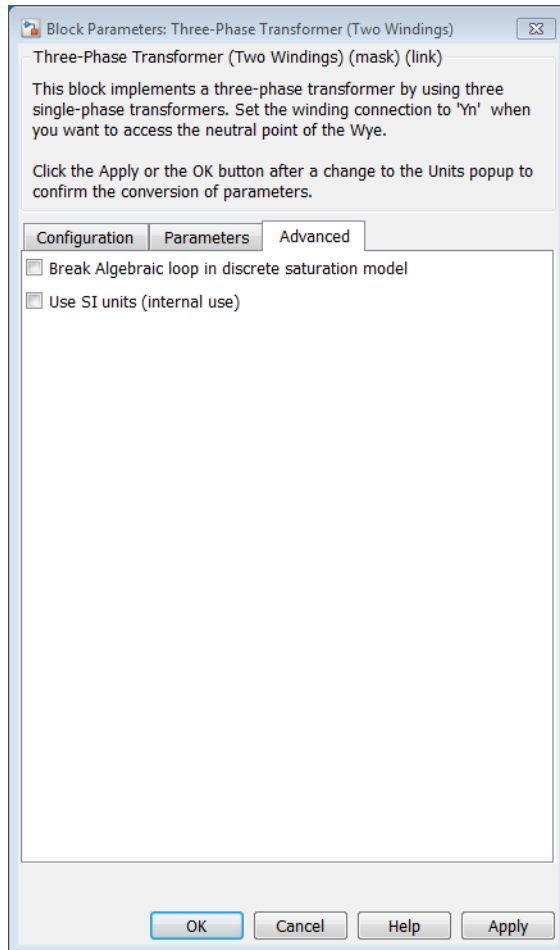 Block Parameters: Three-Phase Transformer (Two Windings)
Three-Phase Transformer (Two Windings) (mask) (link)
This block implements a three-phase transformer by using three
single-phase transformers. Set the winding connection to 'Yn' when
you want to access the neutral point of the Wye.
Click the Apply or the OK button after a change to the Units popup to
confirm the conversion of parameters.
Configuration Parameters Advanced
Break Algebraic loop in discrete saturation model
Use SI units (internal use)
OK Cancel Help Apply